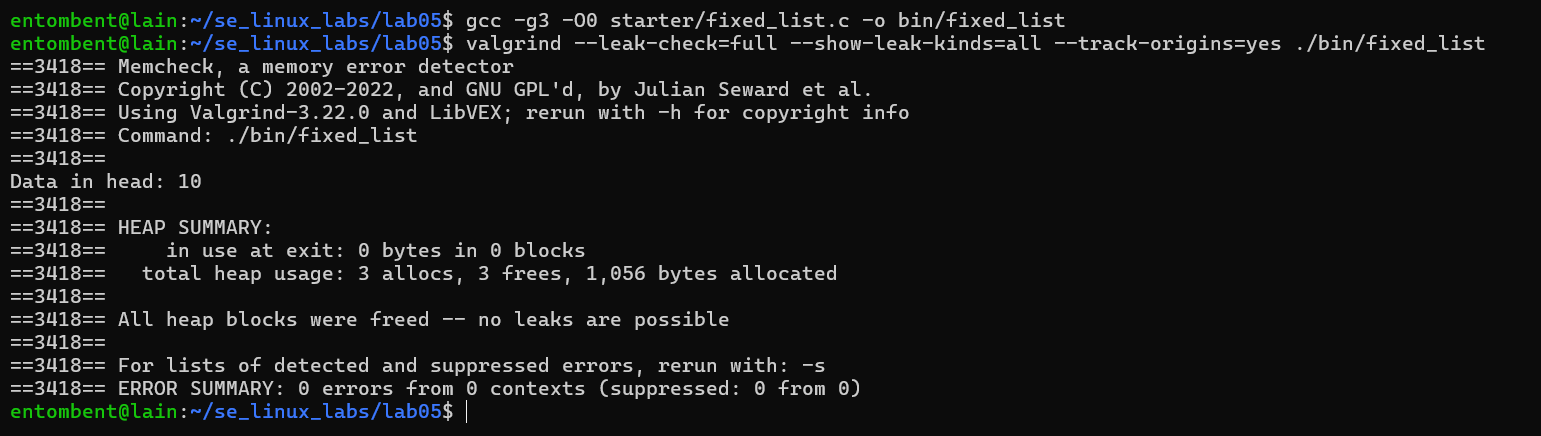 entombent@lain:~/se_linux_labs/lab05$ gcc -g3 -O0 starter/fixed_list.c -o bin/fixed_list
entombent@lain:~/se_linux_labs/lab05$ valgrind --leak-check=full --show-leak-kinds=all --track-origins=yes ./bin/fixed_list
==3418== Memcheck, a memory error detector
==3418== Copyright (C) 2002-2022, and GNU GPL'd, by Julian Seward et al.
==3418== Using Valgrind-3.22.0 and LibVEX; rerun with -h for copyright info
==3418== Command: ./bin/fixed_list
==3418==
Data in head: 10
==3418==
==3418== HEAP SUMMARY:
==3418==     in use at exit: 0 bytes in 0 blocks
==3418==   total heap usage: 3 allocs, 3 frees, 1,056 bytes allocated
==3418==
==3418== All heap blocks were freed -- no leaks are possible
==3418==
==3418== For lists of detected and suppressed errors, rerun with: -s
==3418== ERROR SUMMARY: 0 errors from 0 contexts (suppressed: 0 from 0)
entombent@lain:~/se_linux_labs/lab05$